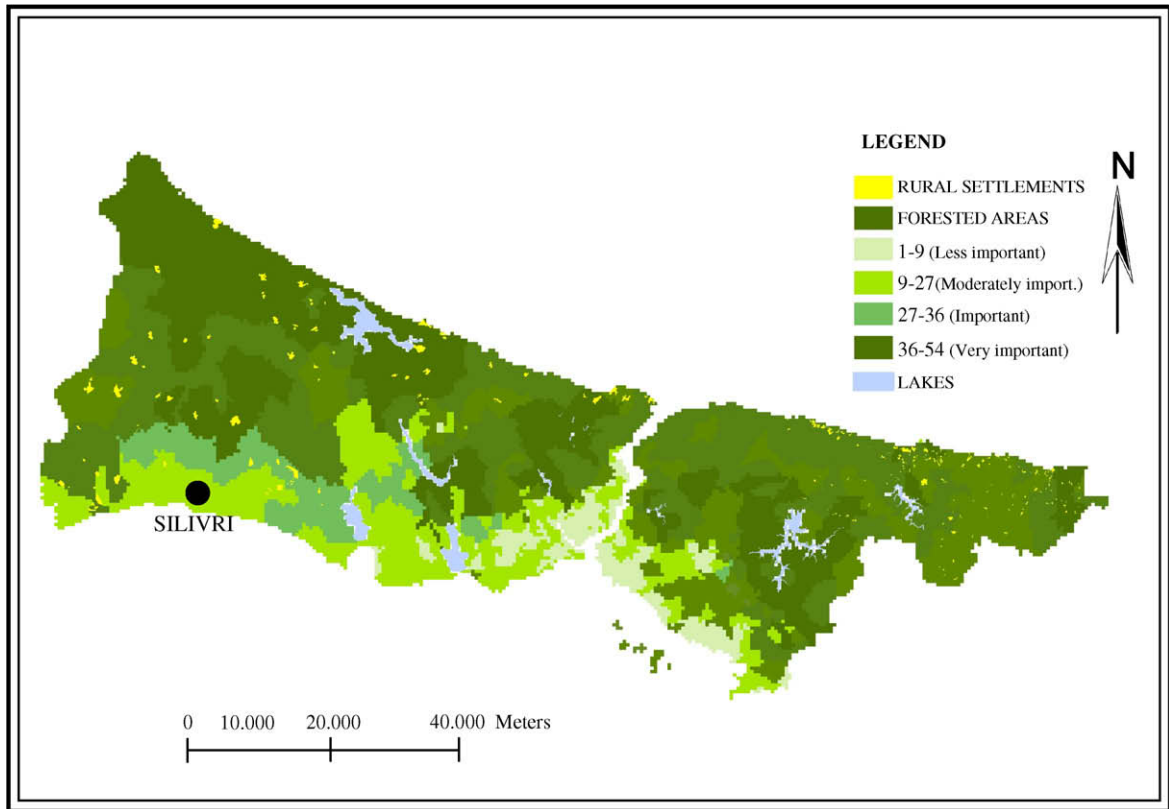 LEGEND
N
RURAL SETTLEMENTS
FORESTED AREAS
1-9 (Less important)
9-27(Moderately import.)
27-36 (Important)
36-54 (Very important)
LAKES
SILIVRI
0 10.000 20.000 40.000 Meters